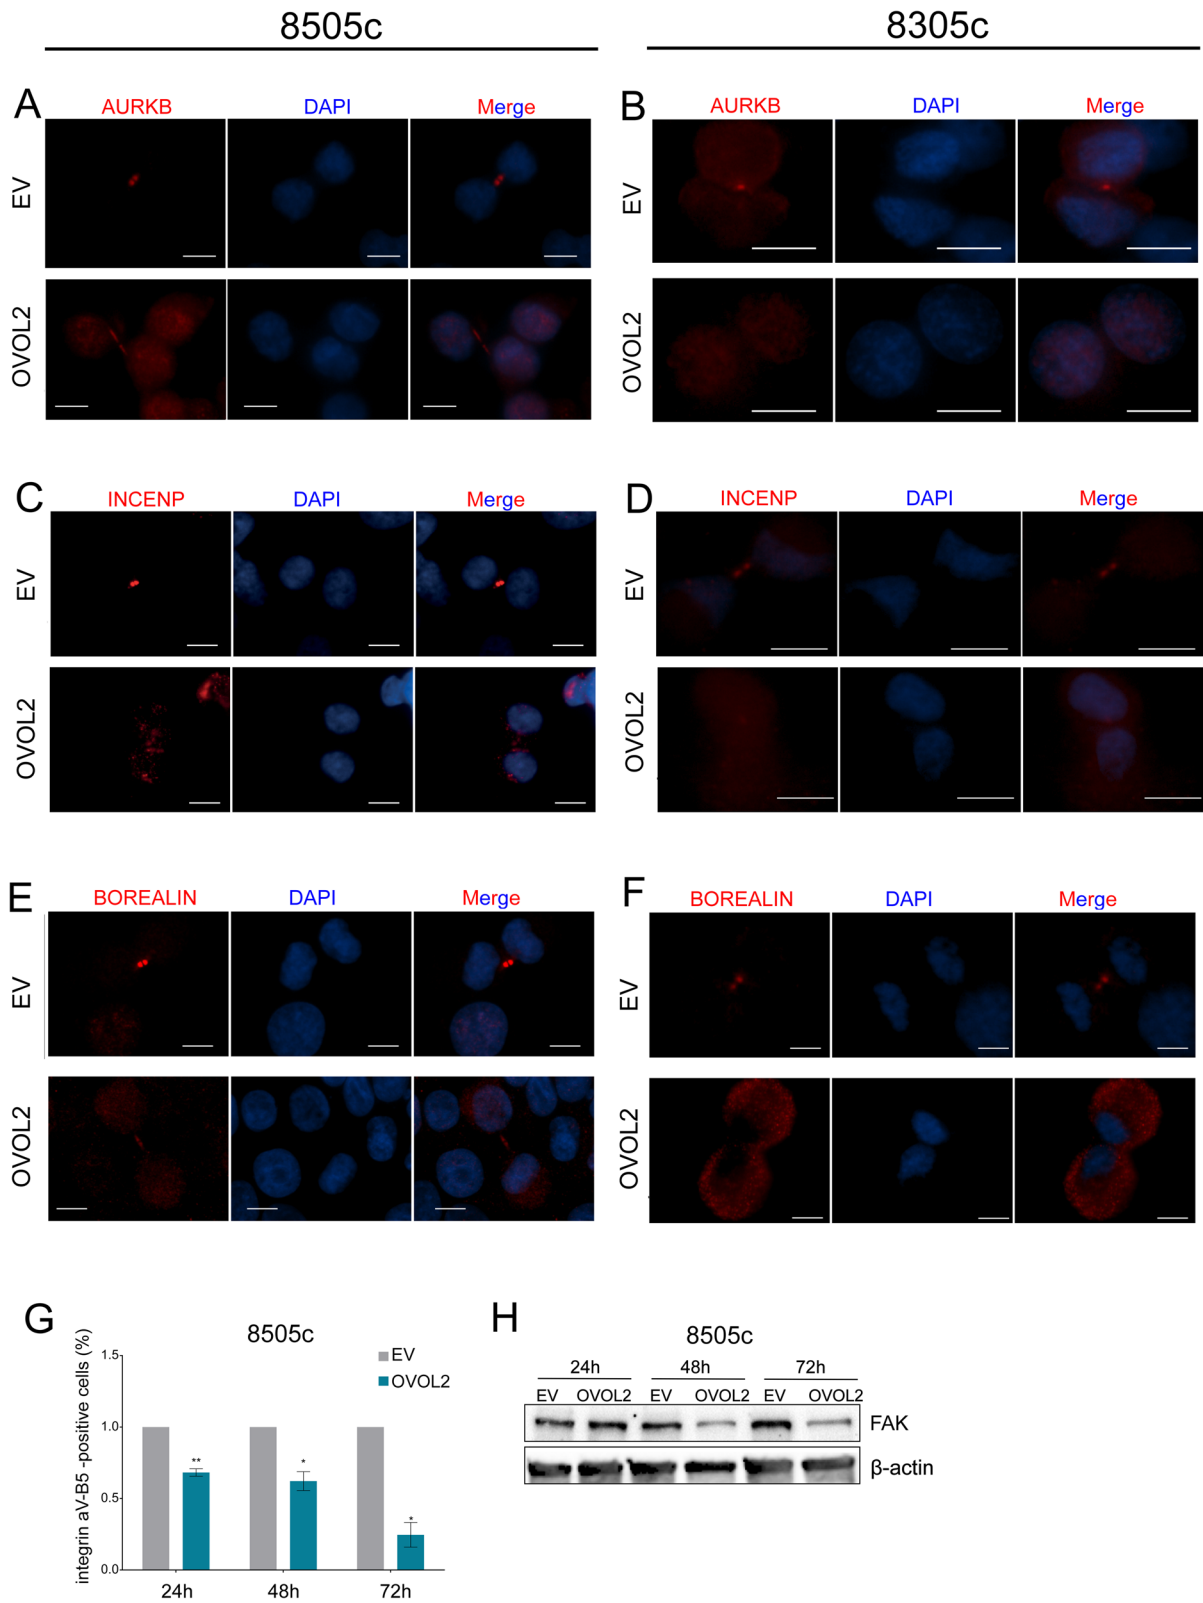 8505c 8305c
A AURKB DAPI Merge
EV
OVOL2
B AURKB DAPI Merge
EV
OVOL2
C INCENP DAPI Merge
EV
OVOL2
D INCENP DAPI Merge
EV
OVOL2
E BOREALIN DAPI Merge
EV
OVOL2
F BOREALIN DAPI Merge
EV
OVOL2
G
8505c
integrin aV-B5 -positive cells (%)
1.5
1.0
0.5
0.0
EV
OVOL2
** * *
24h 48h 72h
H
8505c
24h 48h 72h
EV OVOL2 EV OVOL2 EV OVOL2
FAK
β-actin